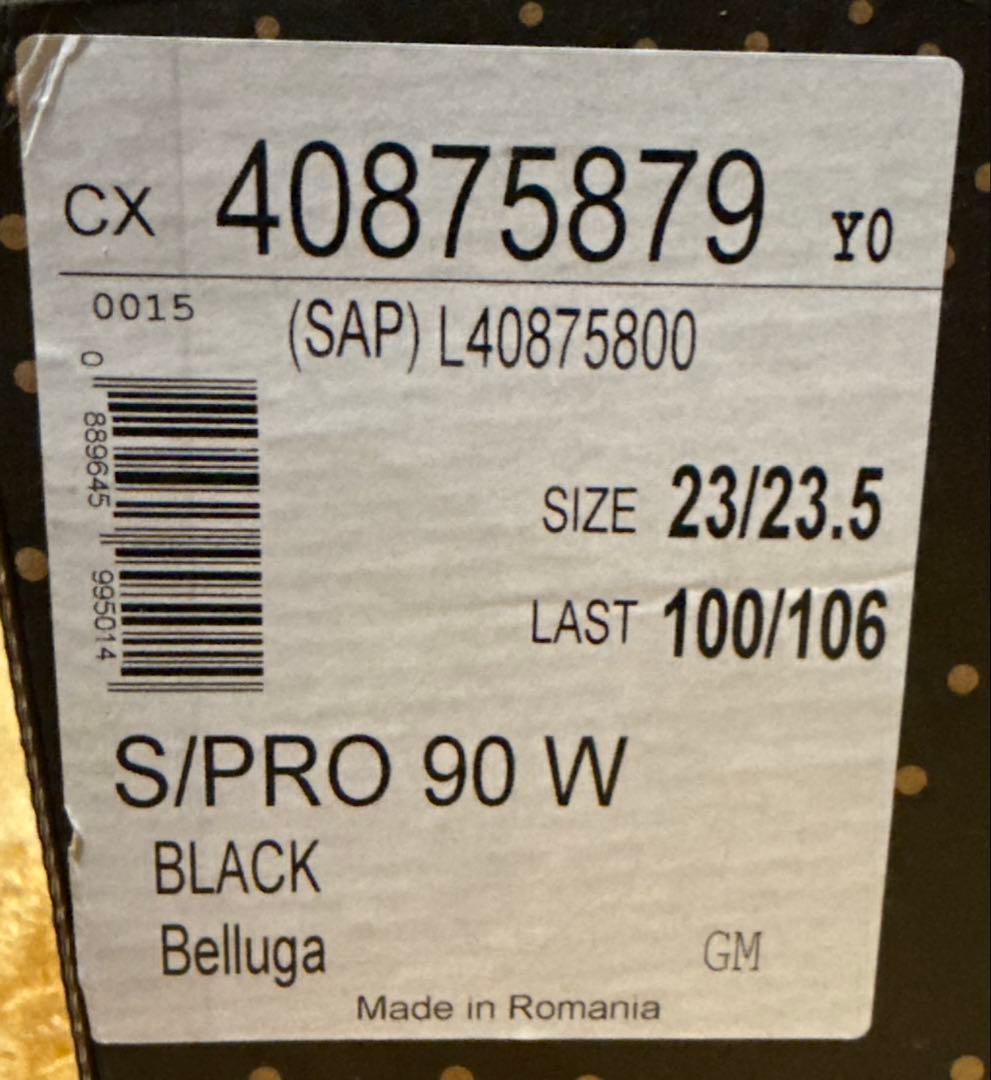 CX 40875879 Y0
0015
(SAP) L40875800
0 889645 995014
SIZE 23/23.5
LAST 100/106
S/PRO 90 W
BLACK
Belluga
GM
Made in Romania